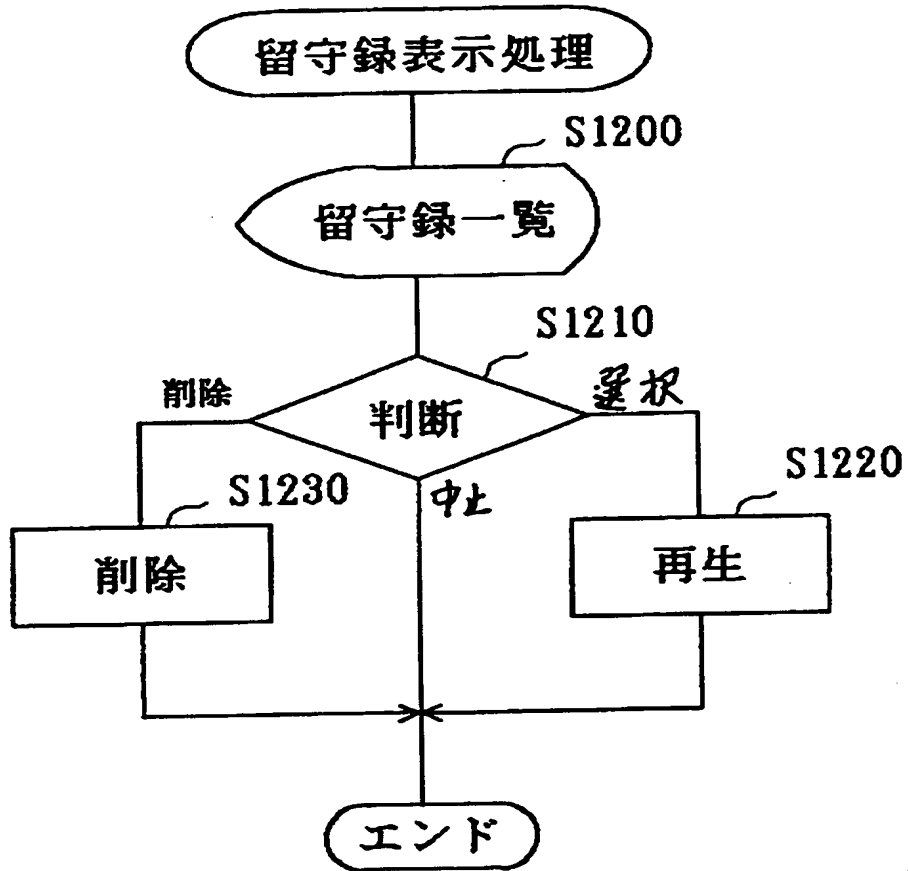 留守録表示処理
S1200
留守録一覧
S1210
削除
判断
選択
中止
S1230
削除
S1220
再生
エンド